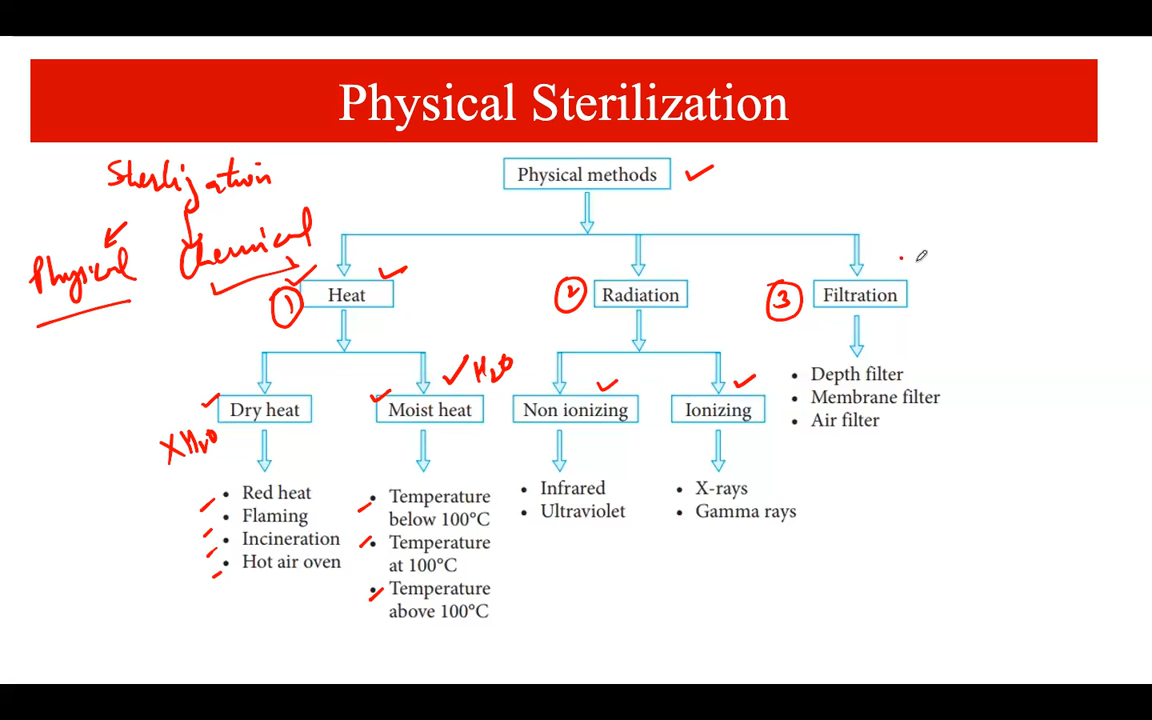 Physical Sterilization
Sterilization
Physical methods
Physical
Chemical
① Heat
② Radiation
③ Filtration
✓ H₂O
Dry heat
Moist heat
Non ionizing
Ionizing
• Depth filter
• Membrane filter
• Air filter
X H₂O
• Red heat
• Flaming
• Incineration
• Hot air oven
• Temperature
below 100°C
• Temperature
at 100°C
• Temperature
above 100°C
• Infrared
• Ultraviolet
• X-rays
• Gamma rays